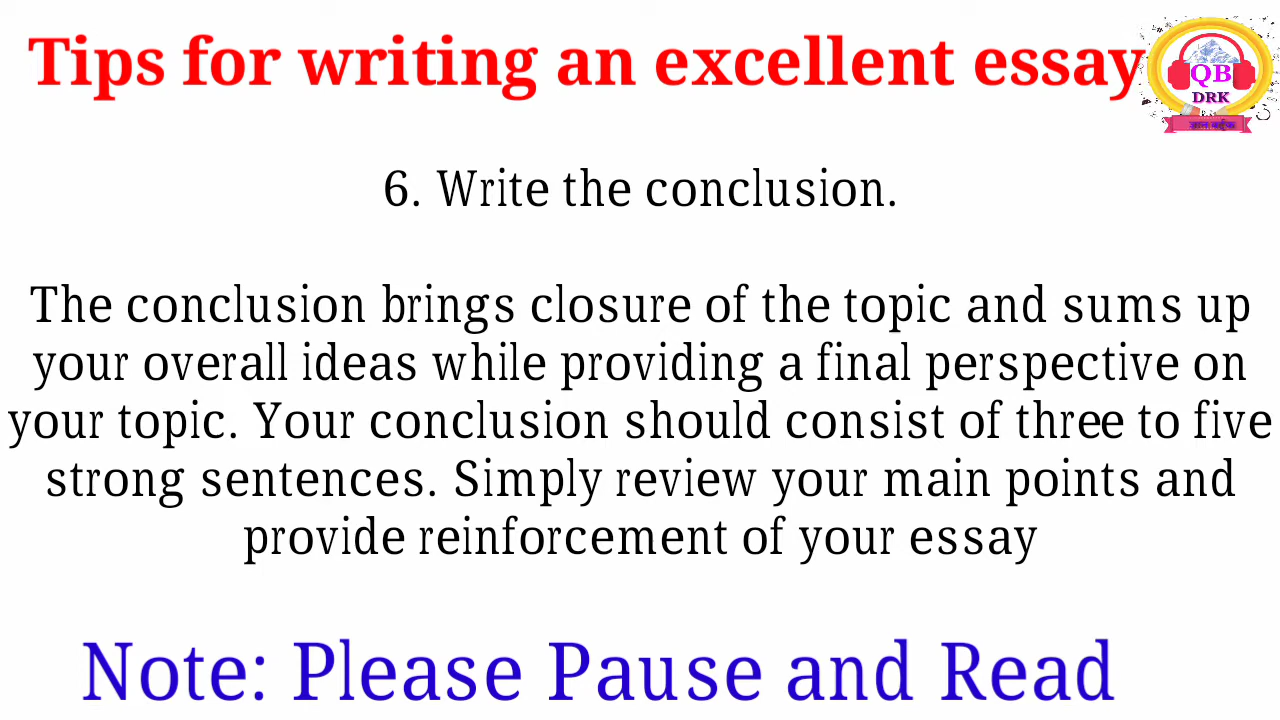 Tips for writing an excellent essay
QB
DRK
6. Write the conclusion.
The conclusion brings closure of the topic and sums up
your overall ideas while providing a final perspective on
your topic. Your conclusion should consist of three to five
strong sentences. Simply review your main points and
provide reinforcement of your essay
Note: Please Pause and Read